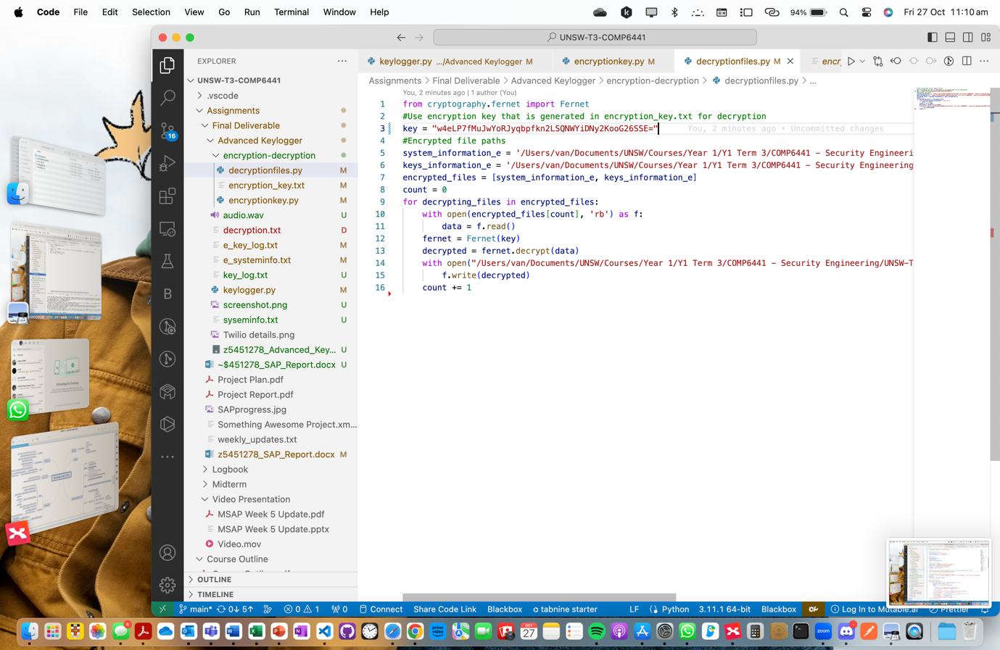 Code File Edit Selection View Go Run Terminal Window Help 94% Fri 27 Oct 11:10 am
UNSW-T3-COMP6441
EXPLORER
keylogger.py .../Advanced Keylogger M
encryptionkey.py M
decryptionfiles.py M
encr
UNSW-T3-COMP6441
.vscode
Assignments
Final Deliverable
Advanced Keylogger
encryption-decryption
decryptionfiles.py M
encryption_key.txt M
encryptionkey.py M
audio.wav U
decryption.txt D
e_key_log.txt M
e_systeminfo.txt M
key_log.txt U
keylogger.py M
screenshot.png U
syseminfo.txt U
Twilio details.png
z5451278_Advanced_Key... U
~$451278_SAP_Report.docx U
Project Plan.pdf
Project Report.pdf
SAPprogress.jpg
Something Awesome Project.xm...
weekly_updates.txt
z5451278_SAP_Report.docx M
Logbook
Midterm
Video Presentation
MSAP Week 5 Update.pdf
MSAP Week 5 Update.pptx
Video.mov
Course Outline
OUTLINE
TIMELINE
16
Assignments > Final Deliverable > Advanced Keylogger > encryption-decryption > decryptionfiles.py > ...
You, 2 minutes ago | 1 author (You)
1 from cryptography.fernet import Fernet
2 #Use encryption key that is generated in encryption_key.txt for decryption
3 key = "w4eLP7fMuJwYoRJyqbpfkn2LSQNWYiDNy2KooG26SSE=" You, 2 minutes ago • Uncommitted changes
4 #Encrypted file paths
5 system_information_e = '/Users/van/Documents/UNSW/Courses/Year 1/Y1 Term 3/COMP6441 - Security Engineeri
6 keys_information_e = '/Users/van/Documents/UNSW/Courses/Year 1/Y1 Term 3/COMP6441 - Security Engineering
7 encrypted_files = [system_information_e, keys_information_e]
8 count = 0
9 for decrypting_files in encrypted_files:
10 with open(encrypted_files[count], 'rb') as f:
11 data = f.read()
12 fernet = Fernet(key)
13 decrypted = fernet.decrypt(data)
14 with open("/Users/van/Documents/UNSW/Courses/Year 1/Y1 Term 3/COMP6441 - Security Engineering/UNSW-T
15 f.write(decrypted)
16 count += 1
main* 0↓ 5↑ 0 1 0 Connect Share Code Link Blackbox tabnine starter LF Python 3.11.1 64-bit Blackbox Log In to Mutable.ai Prettier
OCT
27
zoom